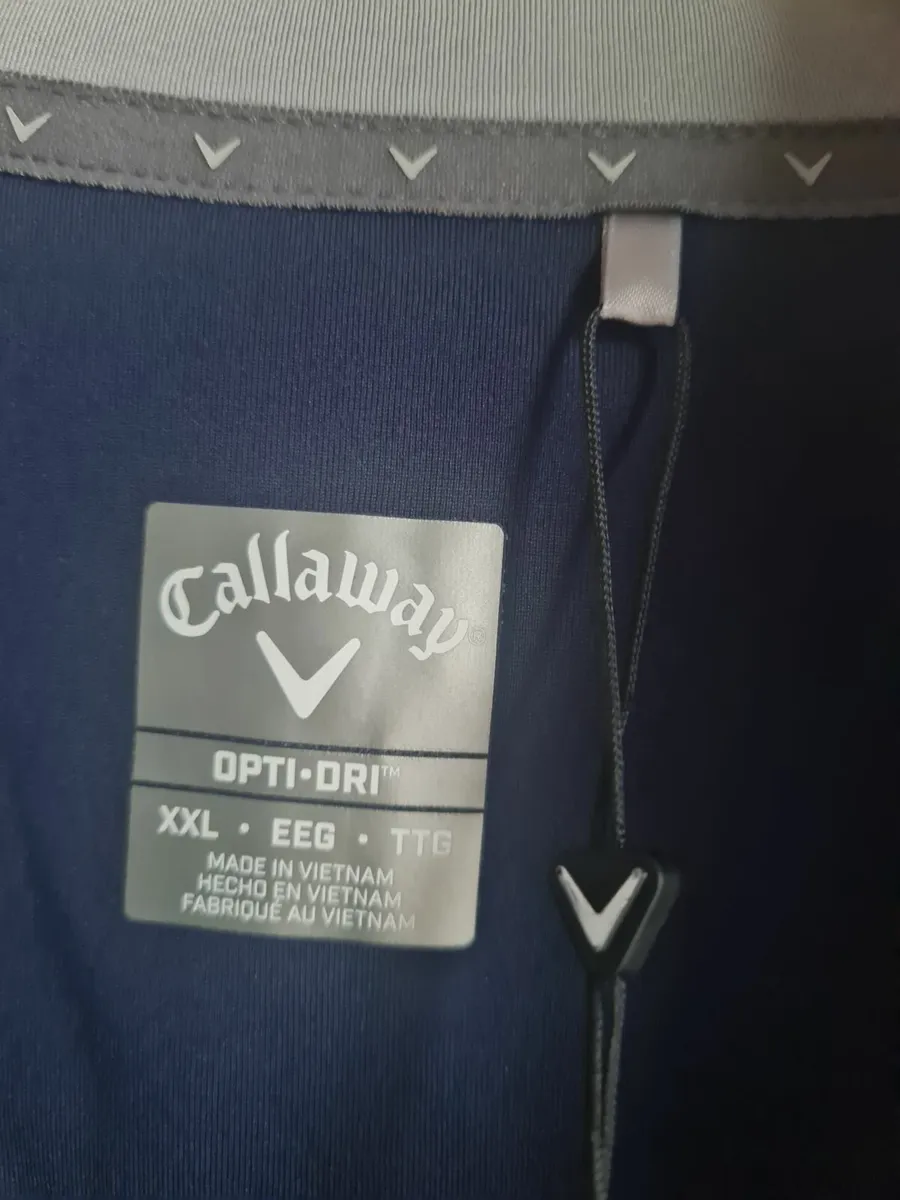 Callaway®
OPTI•DRI™
XXL • EEG • TTG
MADE IN VIETNAM
HECHO EN VIETNAM
FABRIQUÉ AU VIETNAM